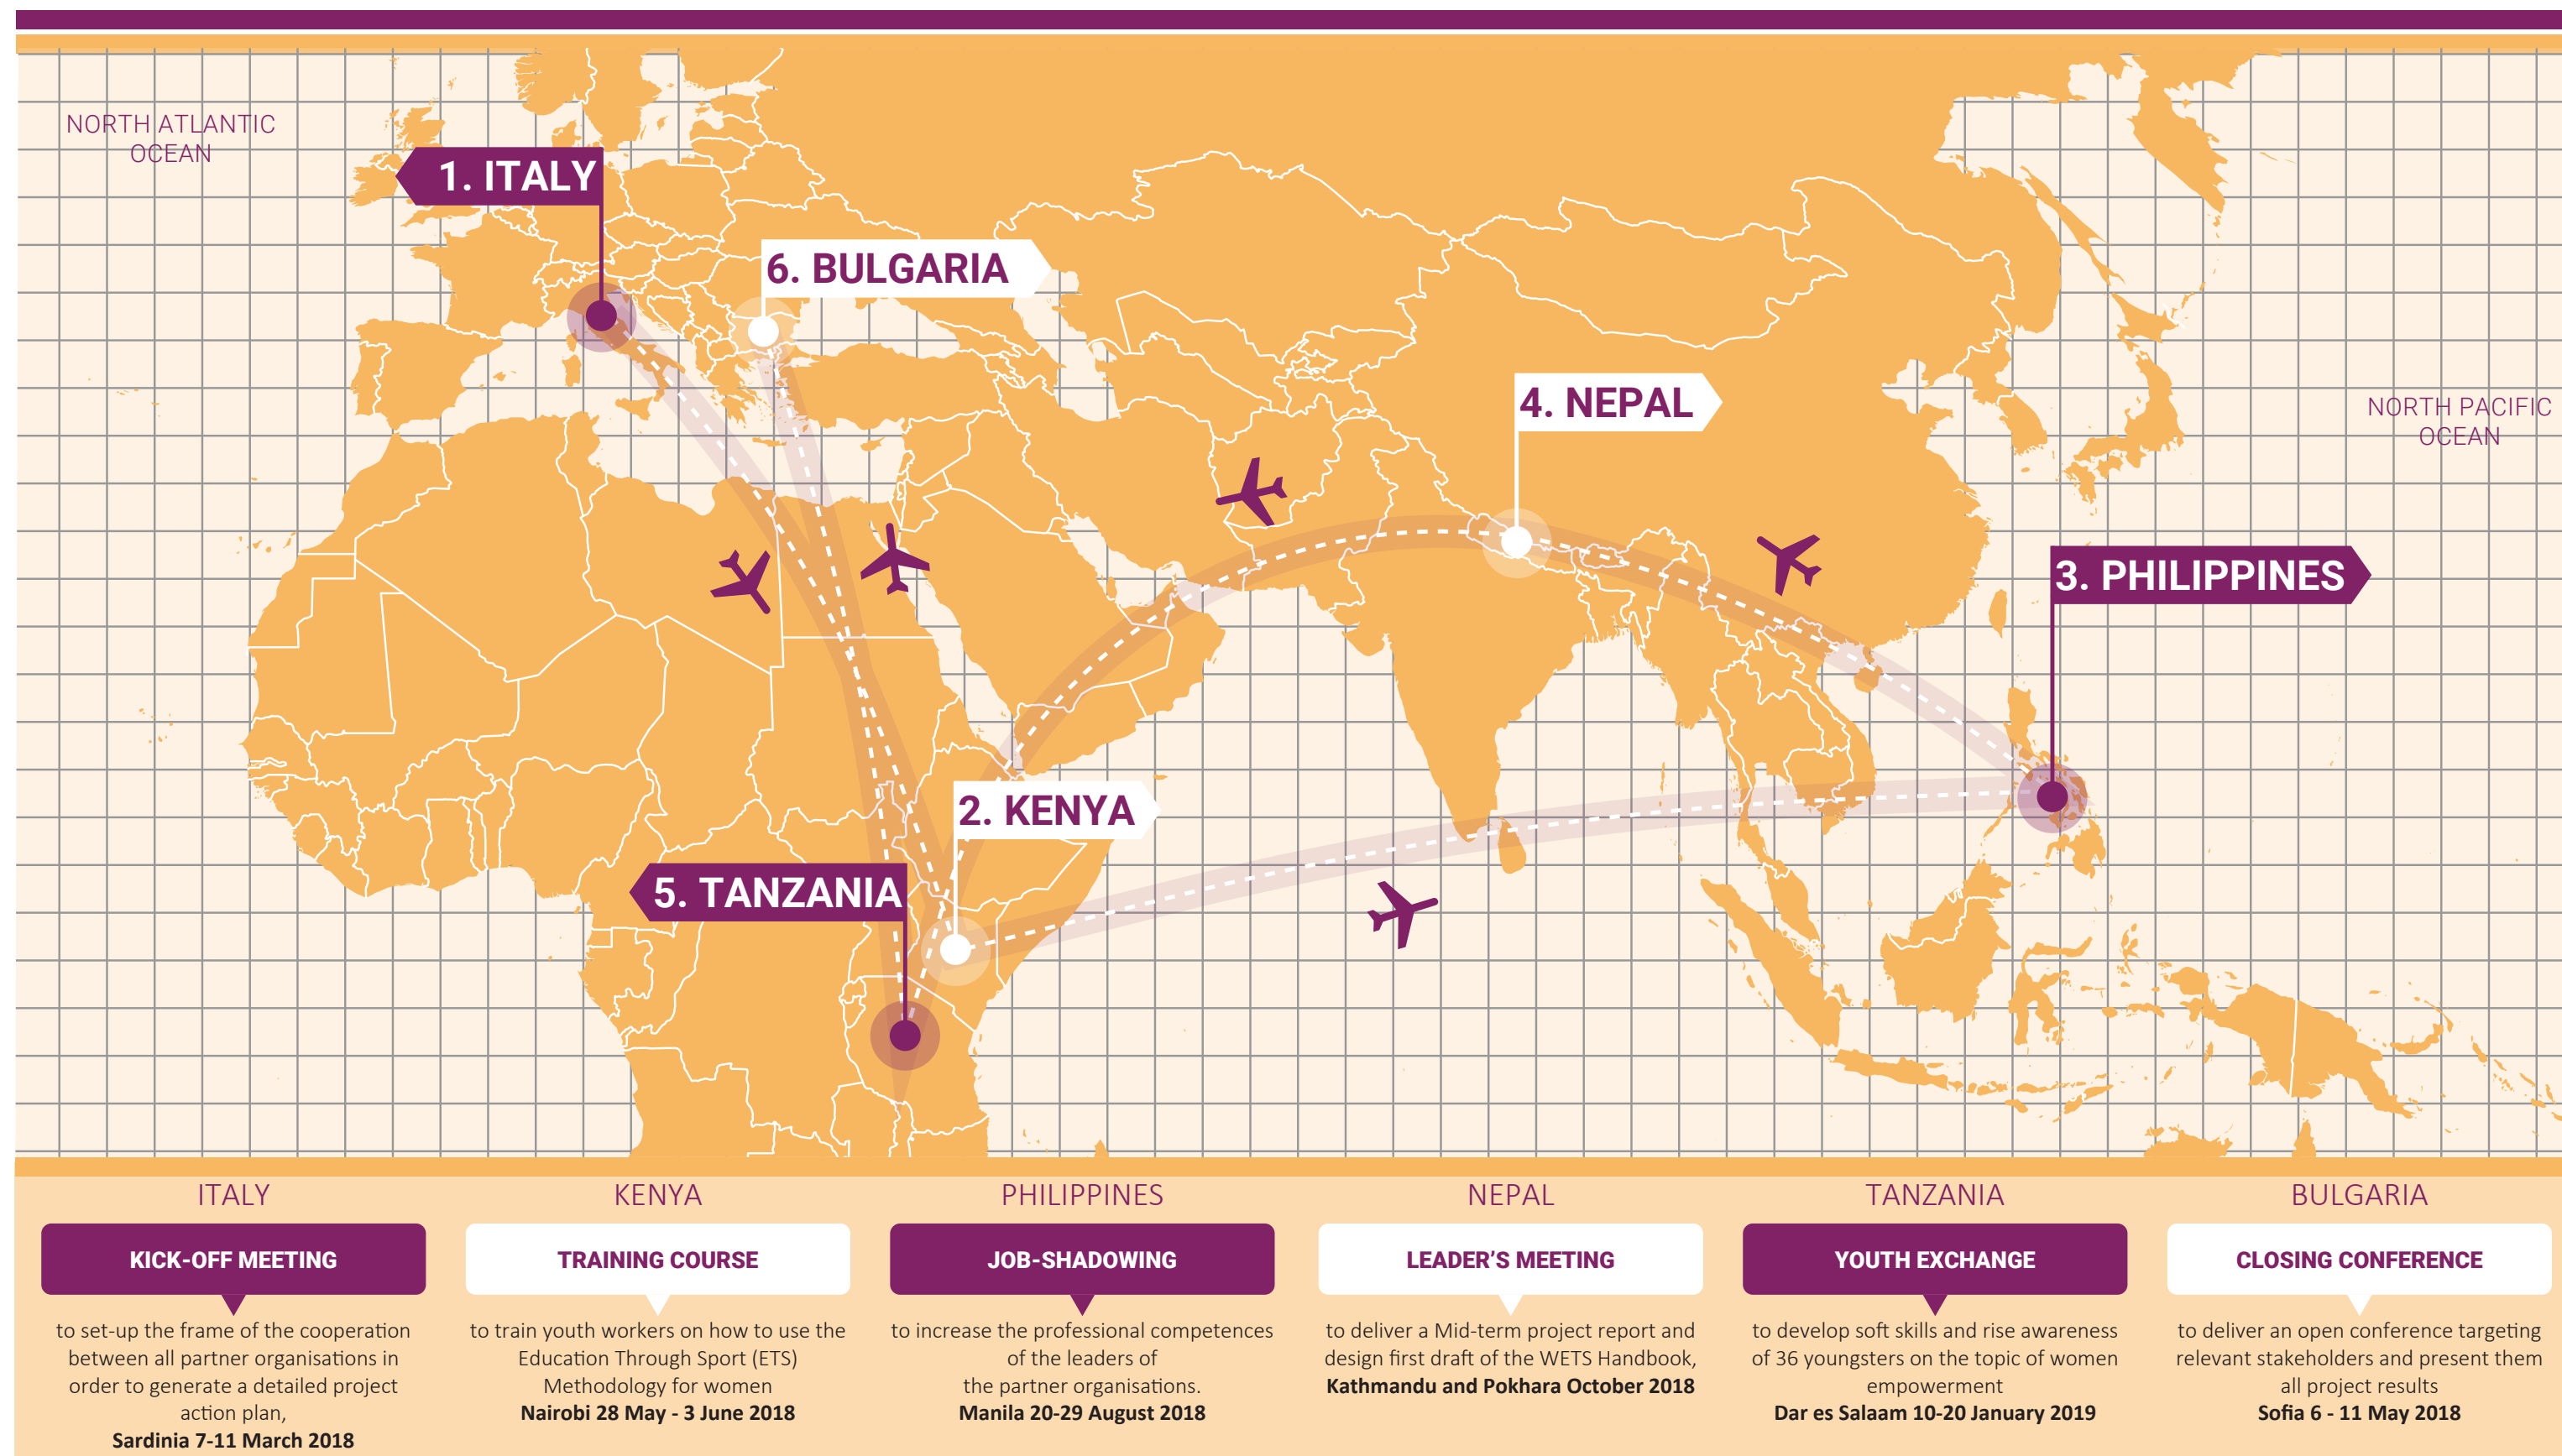 NORTH ATLANTIC
OCEAN
1. ITALY
6. BULGARIA
4. NEPAL
NORTH PACIFIC
OCEAN
3. PHILIPPINES
2. KENYA
5. TANZANIA
ITALY
KICK-OFF MEETING
to set-up the frame of the cooperation
between all partner organisations in
order to generate a detailed project
action plan,
Sardinia 7-11 March 2018
KENYA
TRAINING COURSE
to train youth workers on how to use the
Education Through Sport (ETS)
Methodology for women
Nairobi 28 May - 3 June 2018
PHILIPPINES
JOB-SHADOWING
to increase the professional competences
of the leaders of
the partner organisations.
Manila 20-29 August 2018
NEPAL
LEADER’S MEETING
to deliver a Mid-term project report and
design first draft of the WETS Handbook,
Kathmandu and Pokhara October 2018
TANZANIA
YOUTH EXCHANGE
to develop soft skills and rise awareness
of 36 youngsters on the topic of women
empowerment
Dar es Salaam 10-20 January 2019
BULGARIA
CLOSING CONFERENCE
to deliver an open conference targeting
relevant stakeholders and present them
all project results
Sofia 6 - 11 May 2018